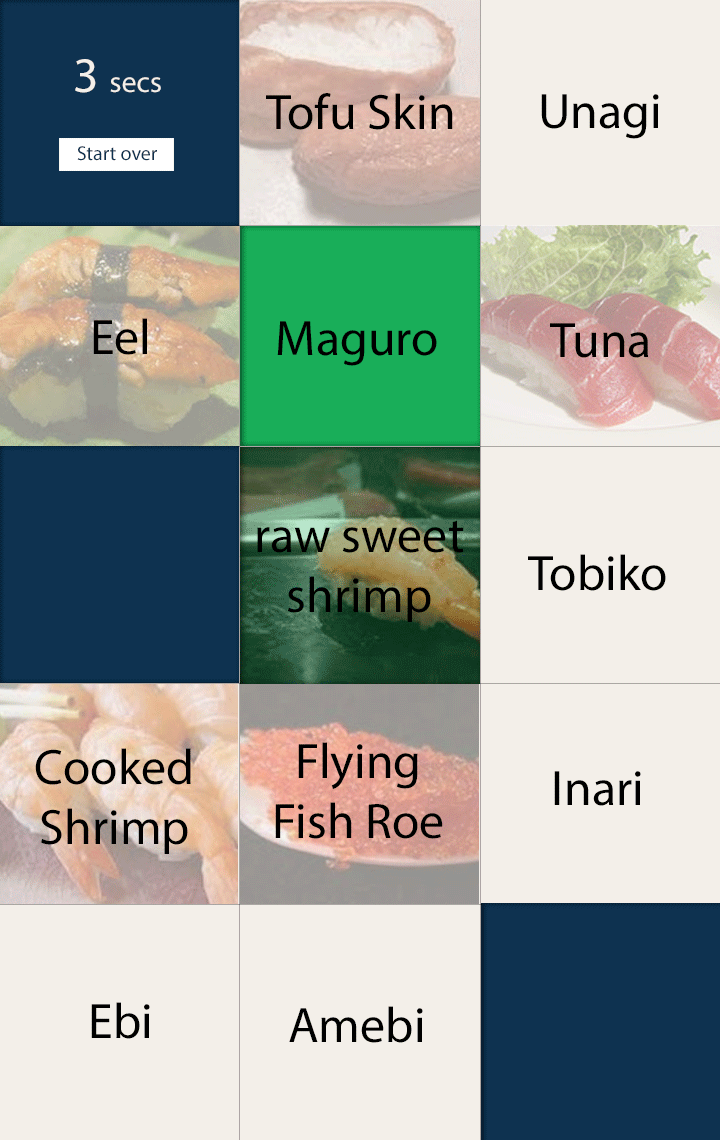 3 secs
Start over
Tofu Skin
Unagi
Eel
Maguro
Tuna
raw sweet
shrimp
Tobiko
Cooked
Shrimp
Flying
Fish Roe
Inari
Ebi
Amebi